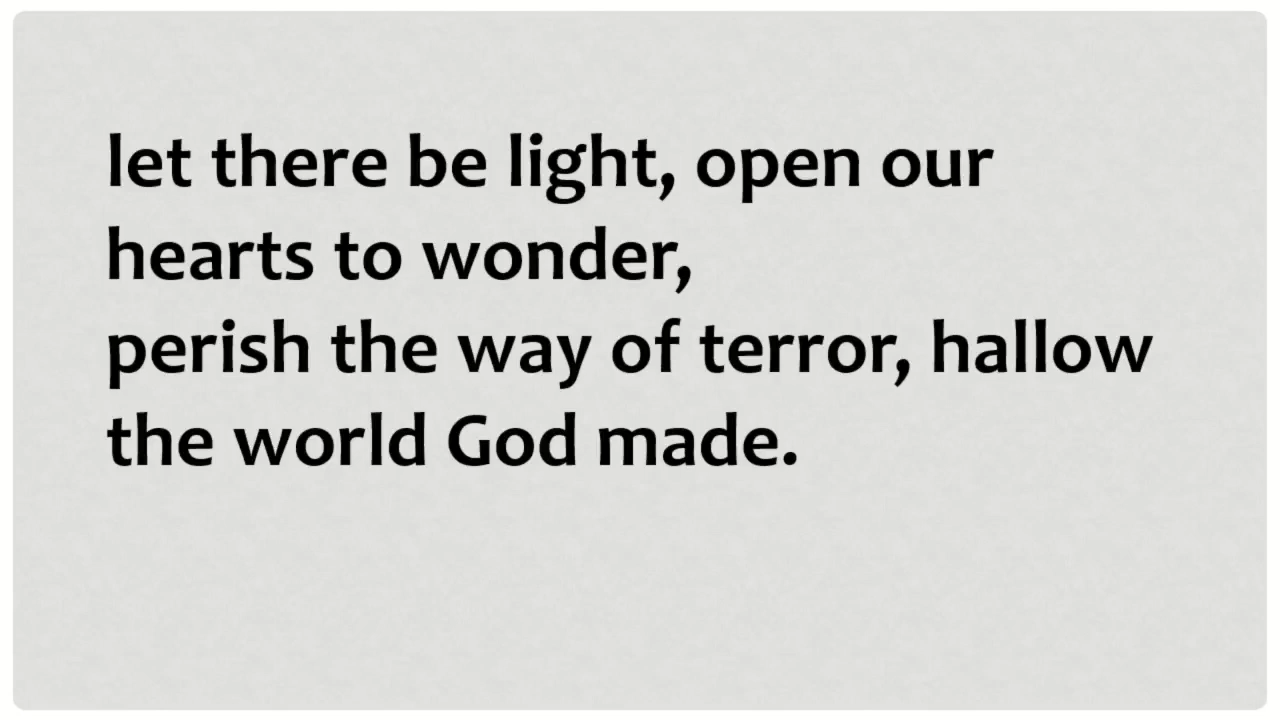 let there be light, open our
hearts to wonder,
perish the way of terror, hallow
the world God made.